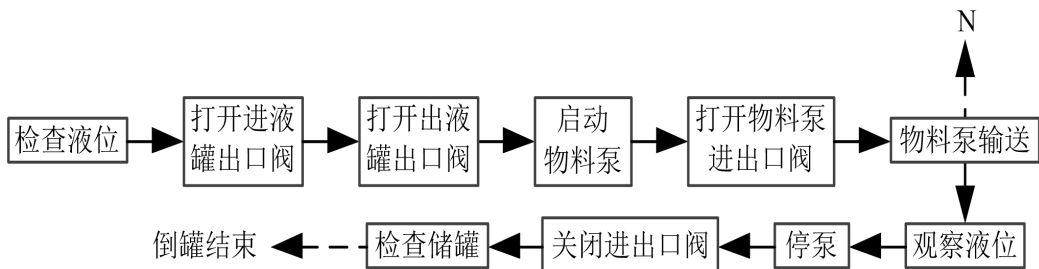 N
检查液位
打开进液
罐出口阀
打开出液
罐出口阀
启动
物料泵
打开物料泵
进出口阀
物料泵输送
观察液位
停泵
关闭进出口阀
检查储罐
倒罐结束